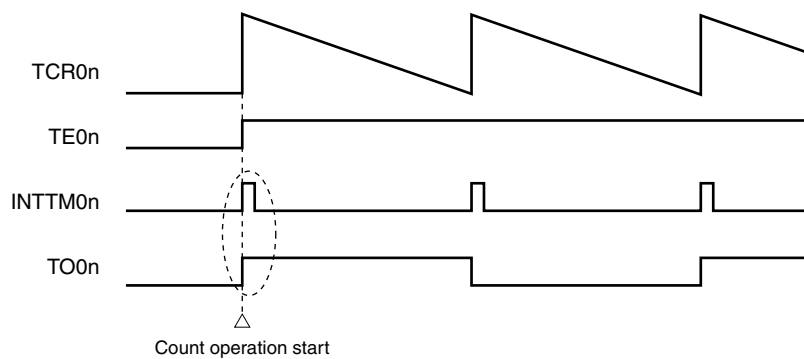 TCR0n
TE0n
INTTM0n
TO0n
Count operation start